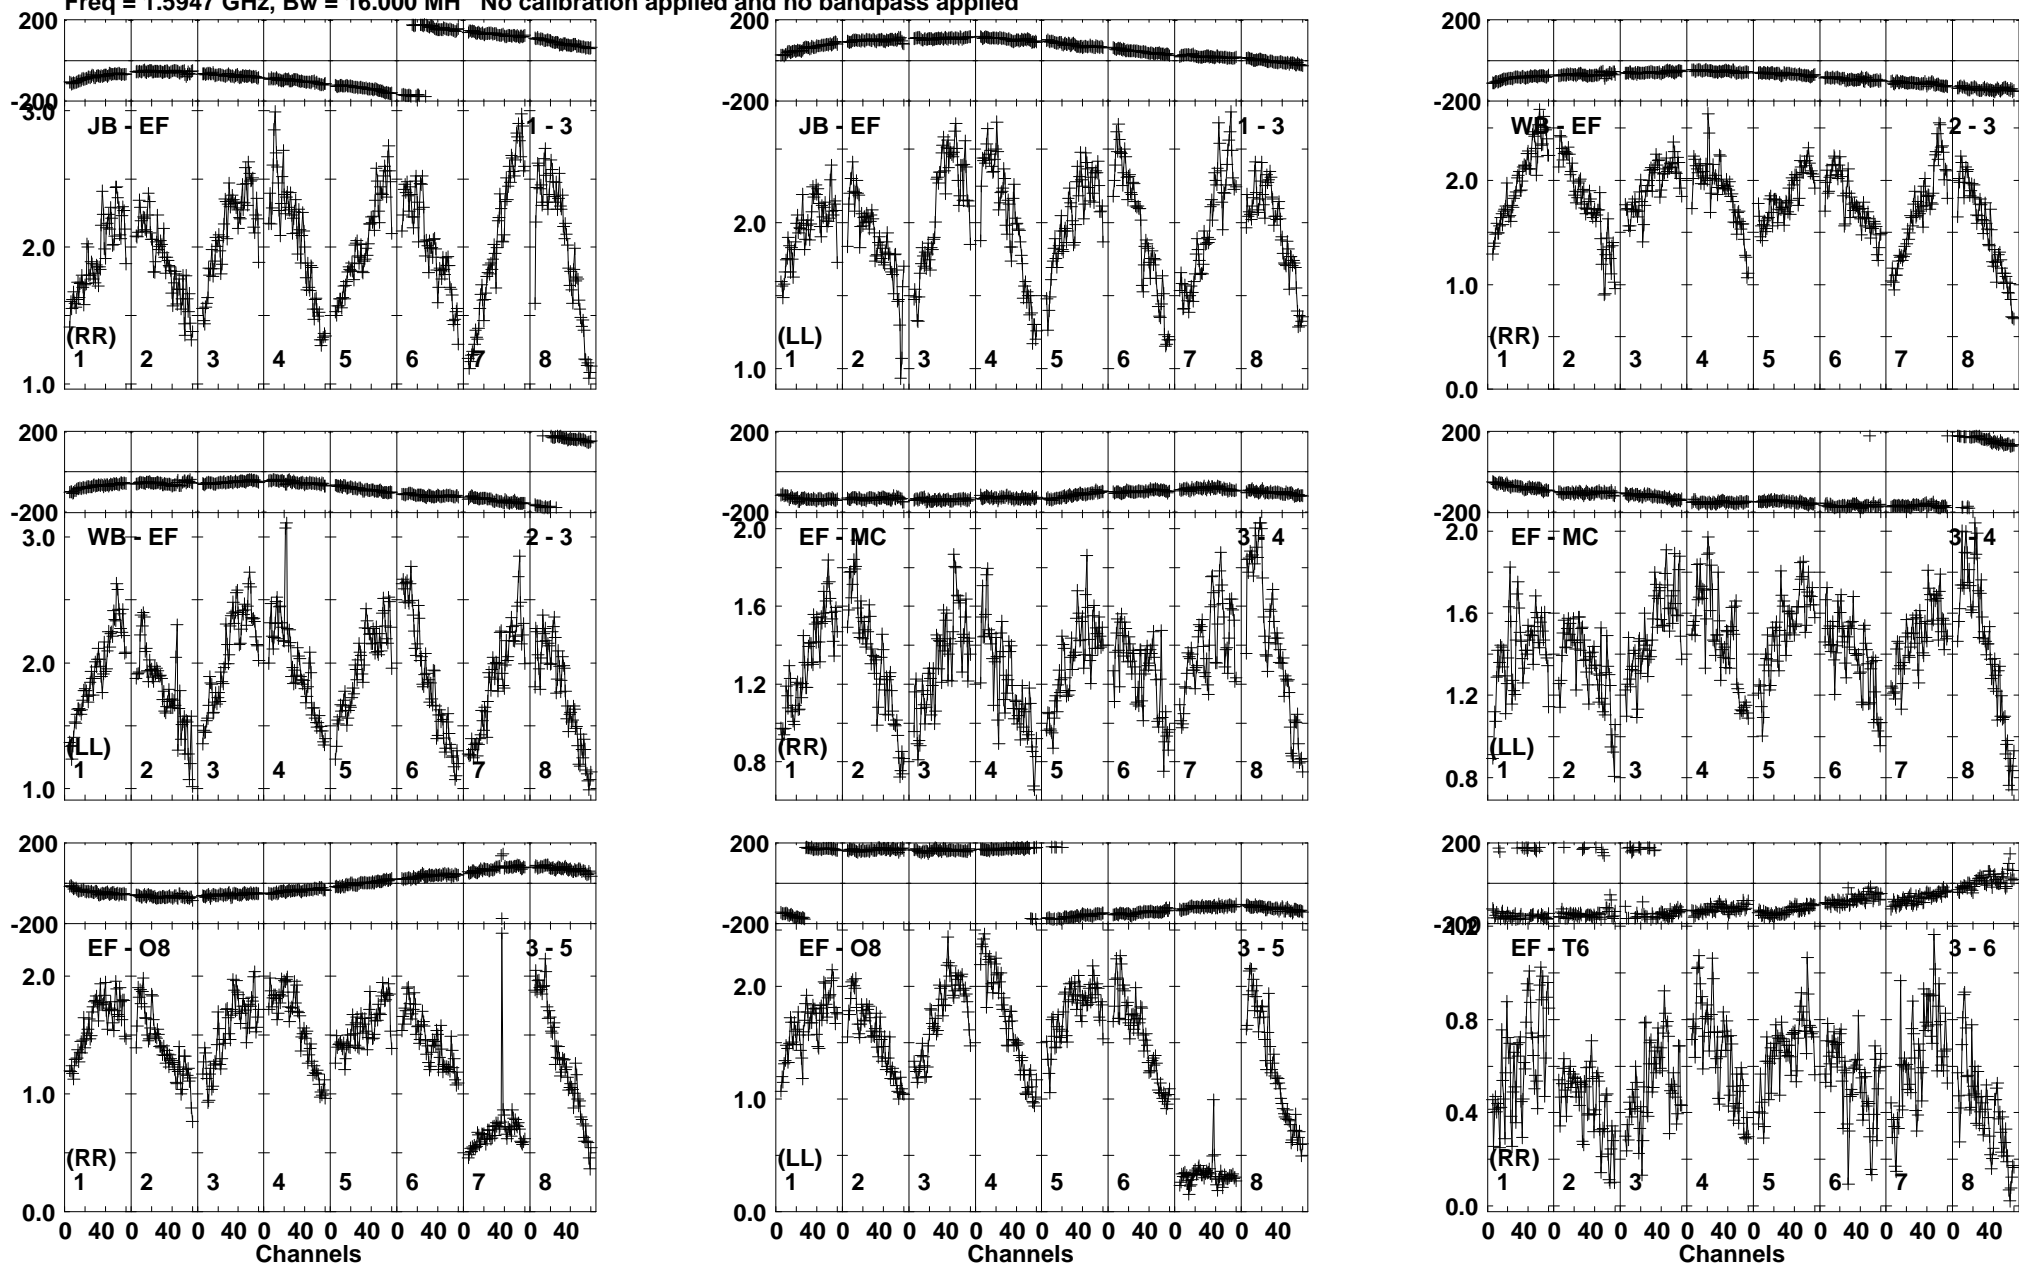 Freq = 1.5947 GHz, Bw = 16.000 MH No calibration applied and no bandpass applied
200 200 200
-200 -200 -200
3.0 JB - EF 1 - 3 JB - EF 1 - 3 WB - EF 2 - 3
2.0 2.0 2.0
1.0
(RR) (LL) (RR)
1 2 3 4 5 6 7 8 1 2 3 4 5 6 7 8 1 2 3 4 5 6 7 8
1.0 1.0 0.0
200 200 200
-200 -200 -200
3.0 WB - EF 2 - 3 2.0 EF - MC 3 - 4 2.0 EF - MC 3 - 4
1.6 1.6
2.0 1.2 1.2
(LL) (RR) (LL)
1 2 3 4 5 6 7 8 1 2 3 4 5 6 7 8 1 2 3 4 5 6 7 8
1.0 0.8 0.8
200 200 200
-200 -200 -200
1.2
EF - O8 3 - 5 EF - O8 3 - 5 EF - T6 3 - 6
2.0 2.0 0.8
1.0 1.0 0.4
(RR) (LL) (RR)
1 2 3 4 5 6 7 8 1 2 3 4 5 6 7 8 1 2 3 4 5 6 7 8
0.0 0.0 0.0
0 40 0 40 0 40 0 40 0 40 0 40 0 40 0 40 0 40 0 40 0 40 0 40 0 40 0 40 0 40 0 40 0 40 0 40 0 40 0 40 0 40 0 40 0 40 0 40
Channels Channels Channels